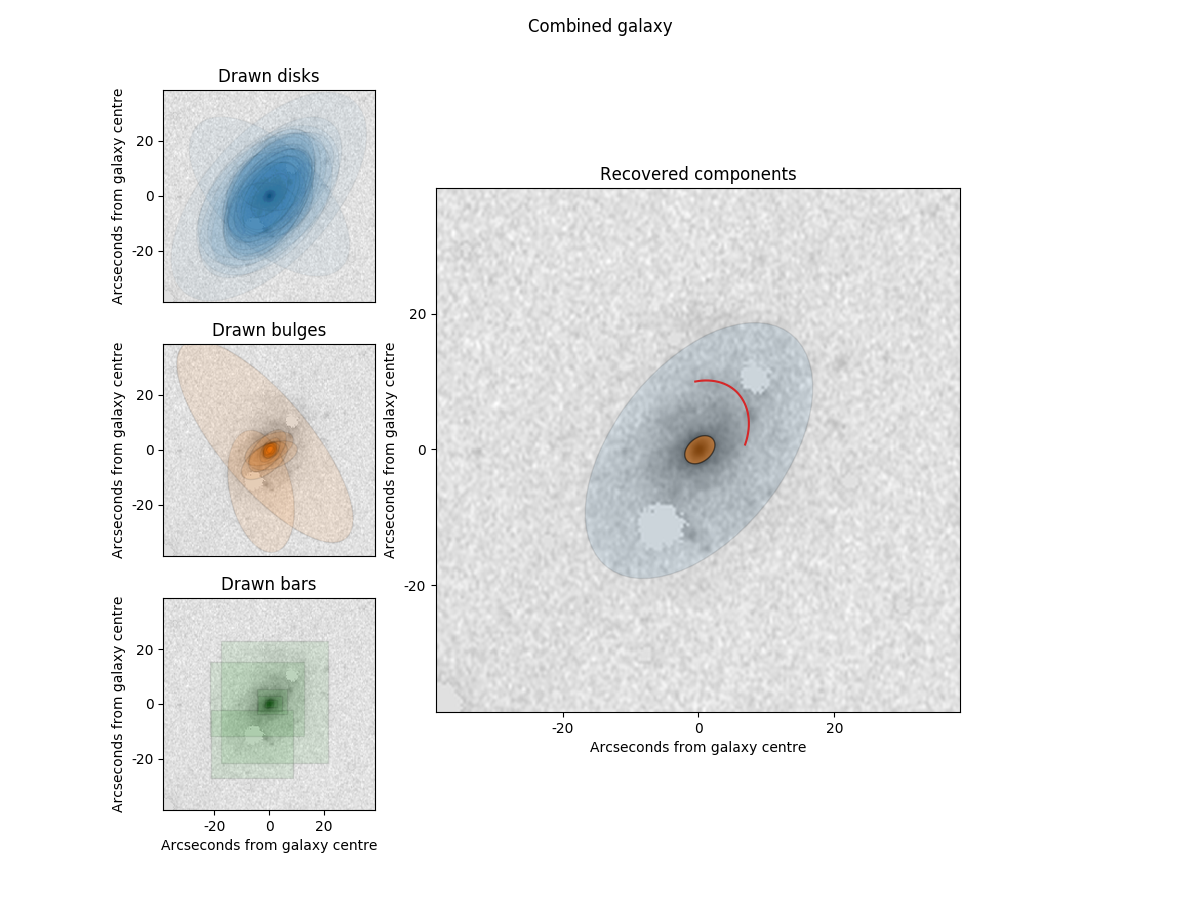 Combined galaxy
Drawn disks
Arcseconds from galaxy centre
20
0
-20
Drawn bulges
Arcseconds from galaxy centre
20
0
-20
Drawn bars
Arcseconds from galaxy centre
20
0
-20
-20 0 20
Arcseconds from galaxy centre
Recovered components
Arcseconds from galaxy centre
20
0
-20
-20 0 20
Arcseconds from galaxy centre